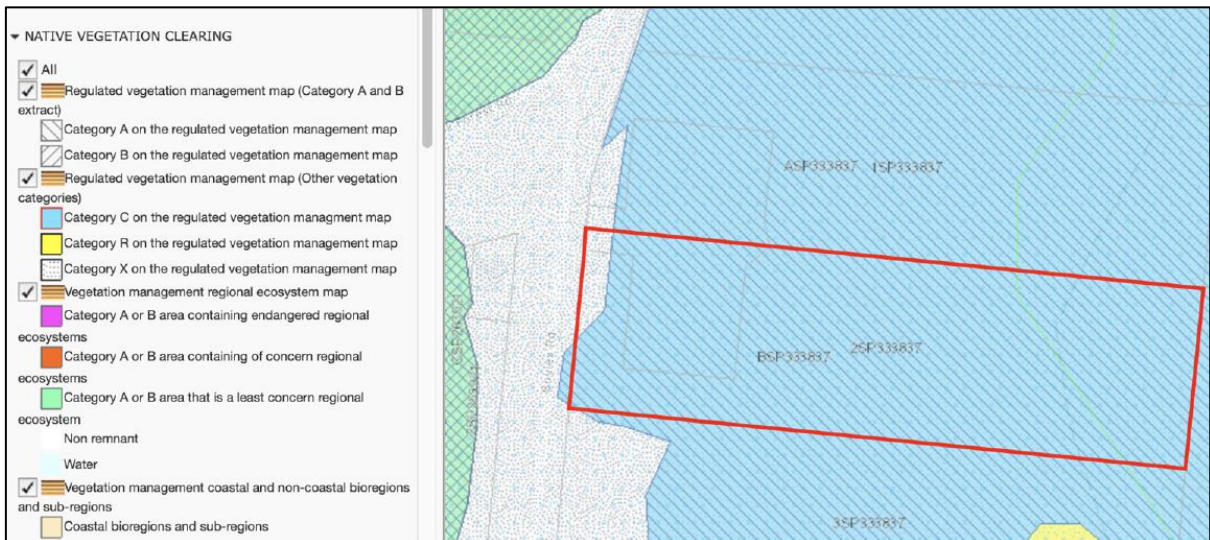 NATIVE VEGETATION CLEARING
All
Regulated vegetation management map (Category A and B
extract)
Category A on the regulated vegetation management map
Category B on the regulated vegetation management map
Regulated vegetation management map (Other vegetation
categories)
Category C on the regulated vegetation managment map
Category R on the regulated vegetation management map
Category X on the regulated vegetation management map
Vegetation management regional ecosystem map
Category A or B area containing endangered regional
ecosystems
Category A or B area containing of concern regional
ecosystems
Category A or B area that is a least concern regional
ecosystem
Non remnant
Water
Vegetation management coastal and non-coastal bioregions
and sub-regions
Coastal bioregions and sub-regions
ASP333837 1SP333837
BSP333837 2SP333837
3SP333837